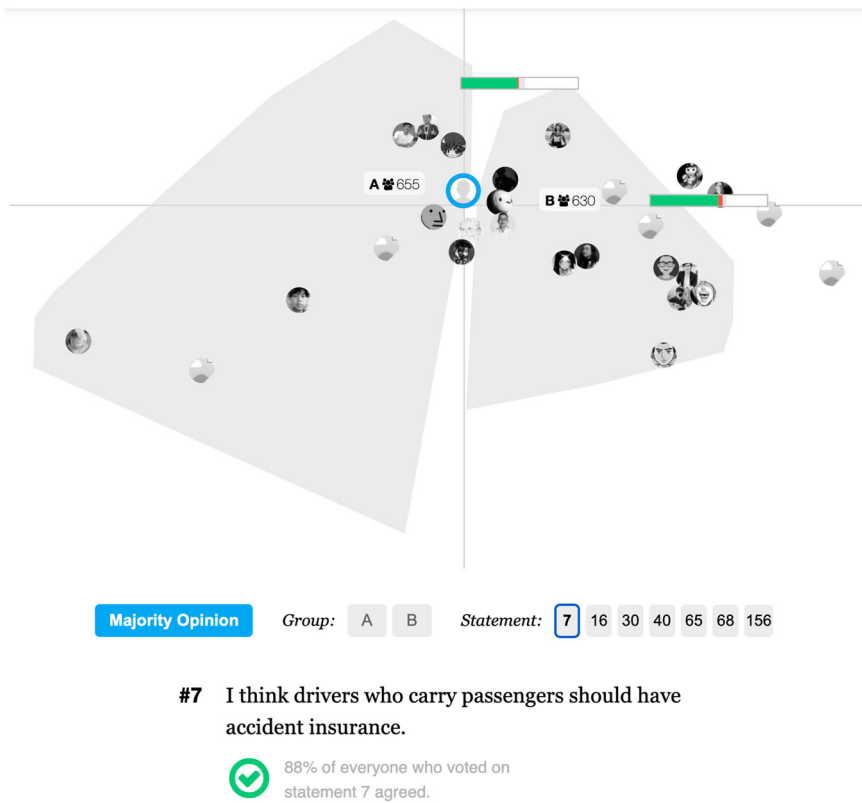 A 655
B 630
Majority Opinion Group: A B Statement: 7 16 30 40 65 68 156
#7 I think drivers who carry passengers should have
accident insurance.
88% of everyone who voted on
statement 7 agreed.